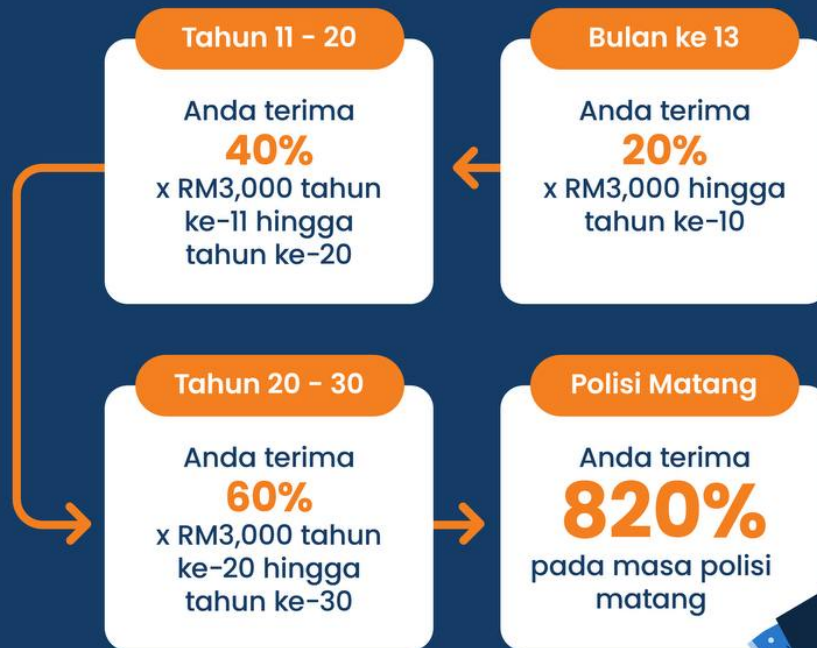 Tahun 11 - 20
Anda terima
40%
x RM3,000 tahun
ke-11 hingga
tahun ke-20
Bulan ke 13
Anda terima
20%
x RM3,000 hingga
tahun ke-10
Tahun 20 - 30
Anda terima
60%
x RM3,000 tahun
ke-20 hingga
tahun ke-30
Polisi Matang
Anda terima
820%
pada masa polisi
matang